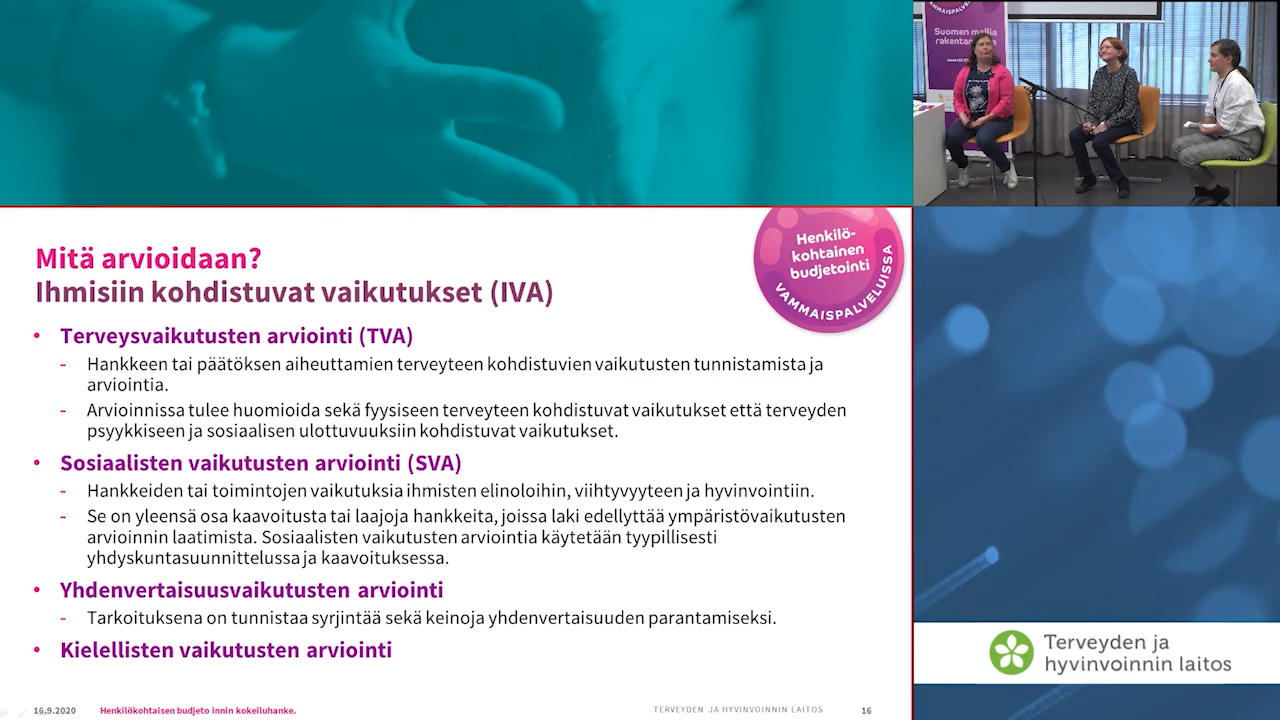 Mitä arvioidaan?
Ihmisiin kohdistuvat vaikutukset (IVA)
Henkilö-
kohtainen
budjetointi
VAMMAISPALVELUISSA
• Terveysvaikutusten arviointi (TVA)
- Hankkeen tai päätöksen aiheuttamien terveyteen kohdistuvien vaikutusten tunnistamista ja
arviointia.
- Arvioinnissa tulee huomioida sekä fyysiseen terveyteen kohdistuvat vaikutukset että terveyden
psyykkiseen ja sosiaalisen ulottuvuuksiin kohdistuvat vaikutukset.
• Sosiaalisten vaikutusten arviointi (SVA)
- Hankkeiden tai toimintojen vaikutuksia ihmisten elinoloihin, viihtyvyyteen ja hyvinvointiin.
- Se on yleensä osa kaavoitusta tai laajoja hankkeita, joissa laki edellyttää ympäristövaikutusten
arvioinnin laatimista. Sosiaalisten vaikutusten arviointia käytetään tyypillisesti
yhdyskuntasuunnittelussa ja kaavoituksessa.
• Yhdenvertaisuusvaikutusten arviointi
- Tarkoituksena on tunnistaa syrjintää sekä keinoja yhdenvertaisuuden parantamiseksi.
• Kielellisten vaikutusten arviointi
16.9.2020 Henkilökohtaisen budjeto innin kokeiluhanke.
TERVEYDEN JA HYVINVOINNIN LAITOS 16
Suomen mallia
Terveyden ja
hyvinvoinnin laitos